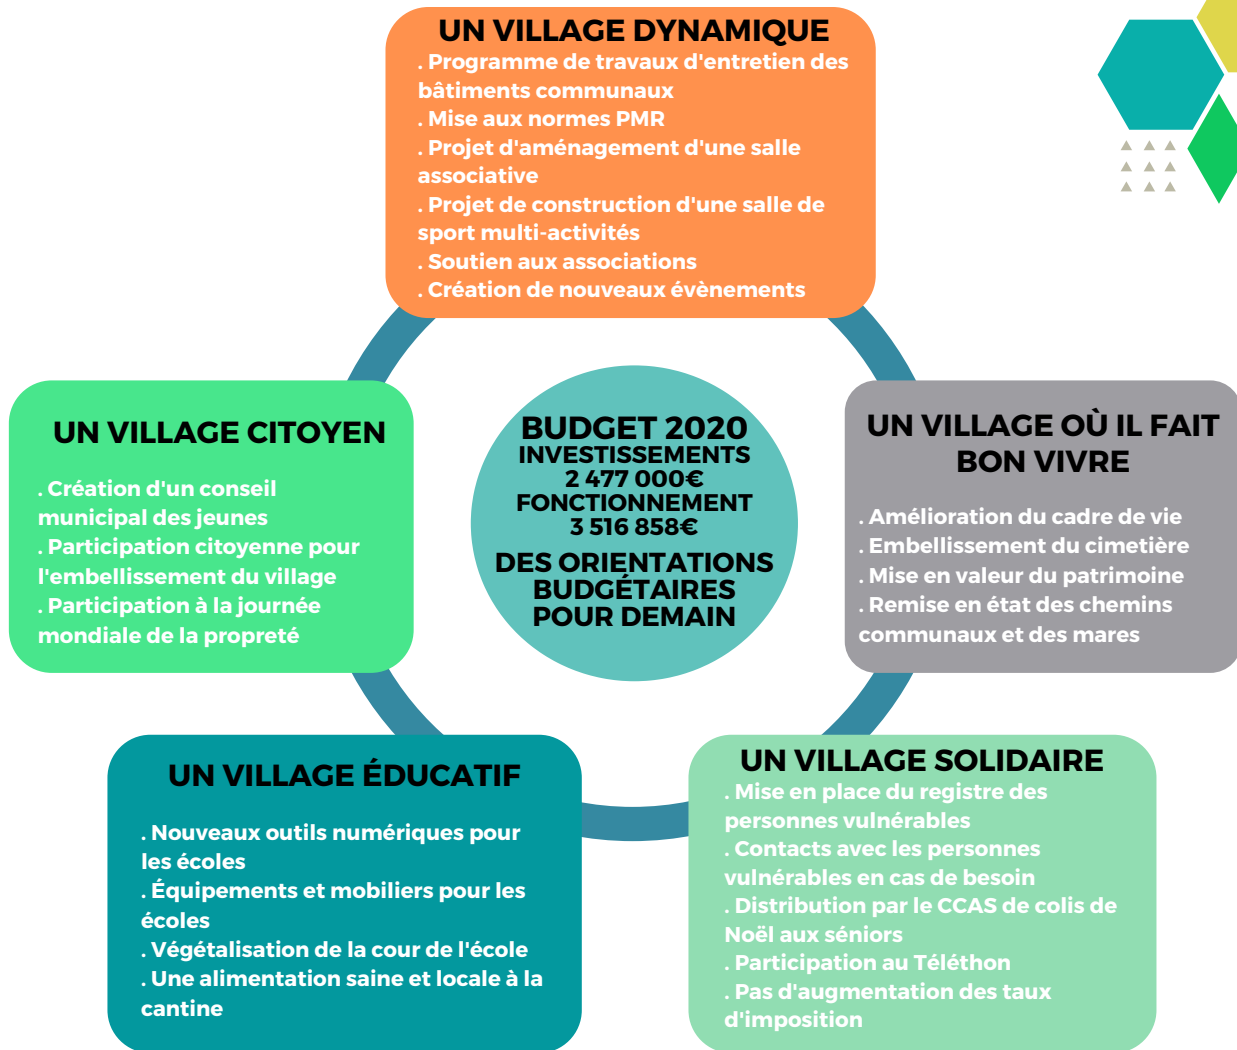 UN VILLAGE DYNAMIQUE
. Programme de travaux d'entretien des
bâtiments communaux
. Mise aux normes PMR
. Projet d'aménagement d'une salle
associative
. Projet de construction d'une salle de
sport multi-activités
. Soutien aux associations
. Création de nouveaux évènements
UN VILLAGE CITOYEN
. Création d'un conseil
municipal des jeunes
. Participation citoyenne pour
l'embellissement du village
. Participation à la journée
mondiale de la propreté
BUDGET 2020
INVESTISSEMENTS
2 477 000€
FONCTIONNEMENT
3 516 858€
DES ORIENTATIONS
BUDGÉTAIRES
POUR DEMAIN
UN VILLAGE OÙ IL FAIT
BON VIVRE
. Amélioration du cadre de vie
. Embellissement du cimetière
. Mise en valeur du patrimoine
. Remise en état des chemins
communaux et des mares
UN VILLAGE ÉDUCATIF
. Nouveaux outils numériques pour
les écoles
. Équipements et mobiliers pour les
écoles
. Végétalisation de la cour de l'école
. Une alimentation saine et locale à la
cantine
UN VILLAGE SOLIDAIRE
. Mise en place du registre des
personnes vulnérables
. Contacts avec les personnes
vulnérables en cas de besoin
. Distribution par le CCAS de colis de
Noël aux séniors
. Participation au Téléthon
. Pas d'augmentation des taux
d'imposition